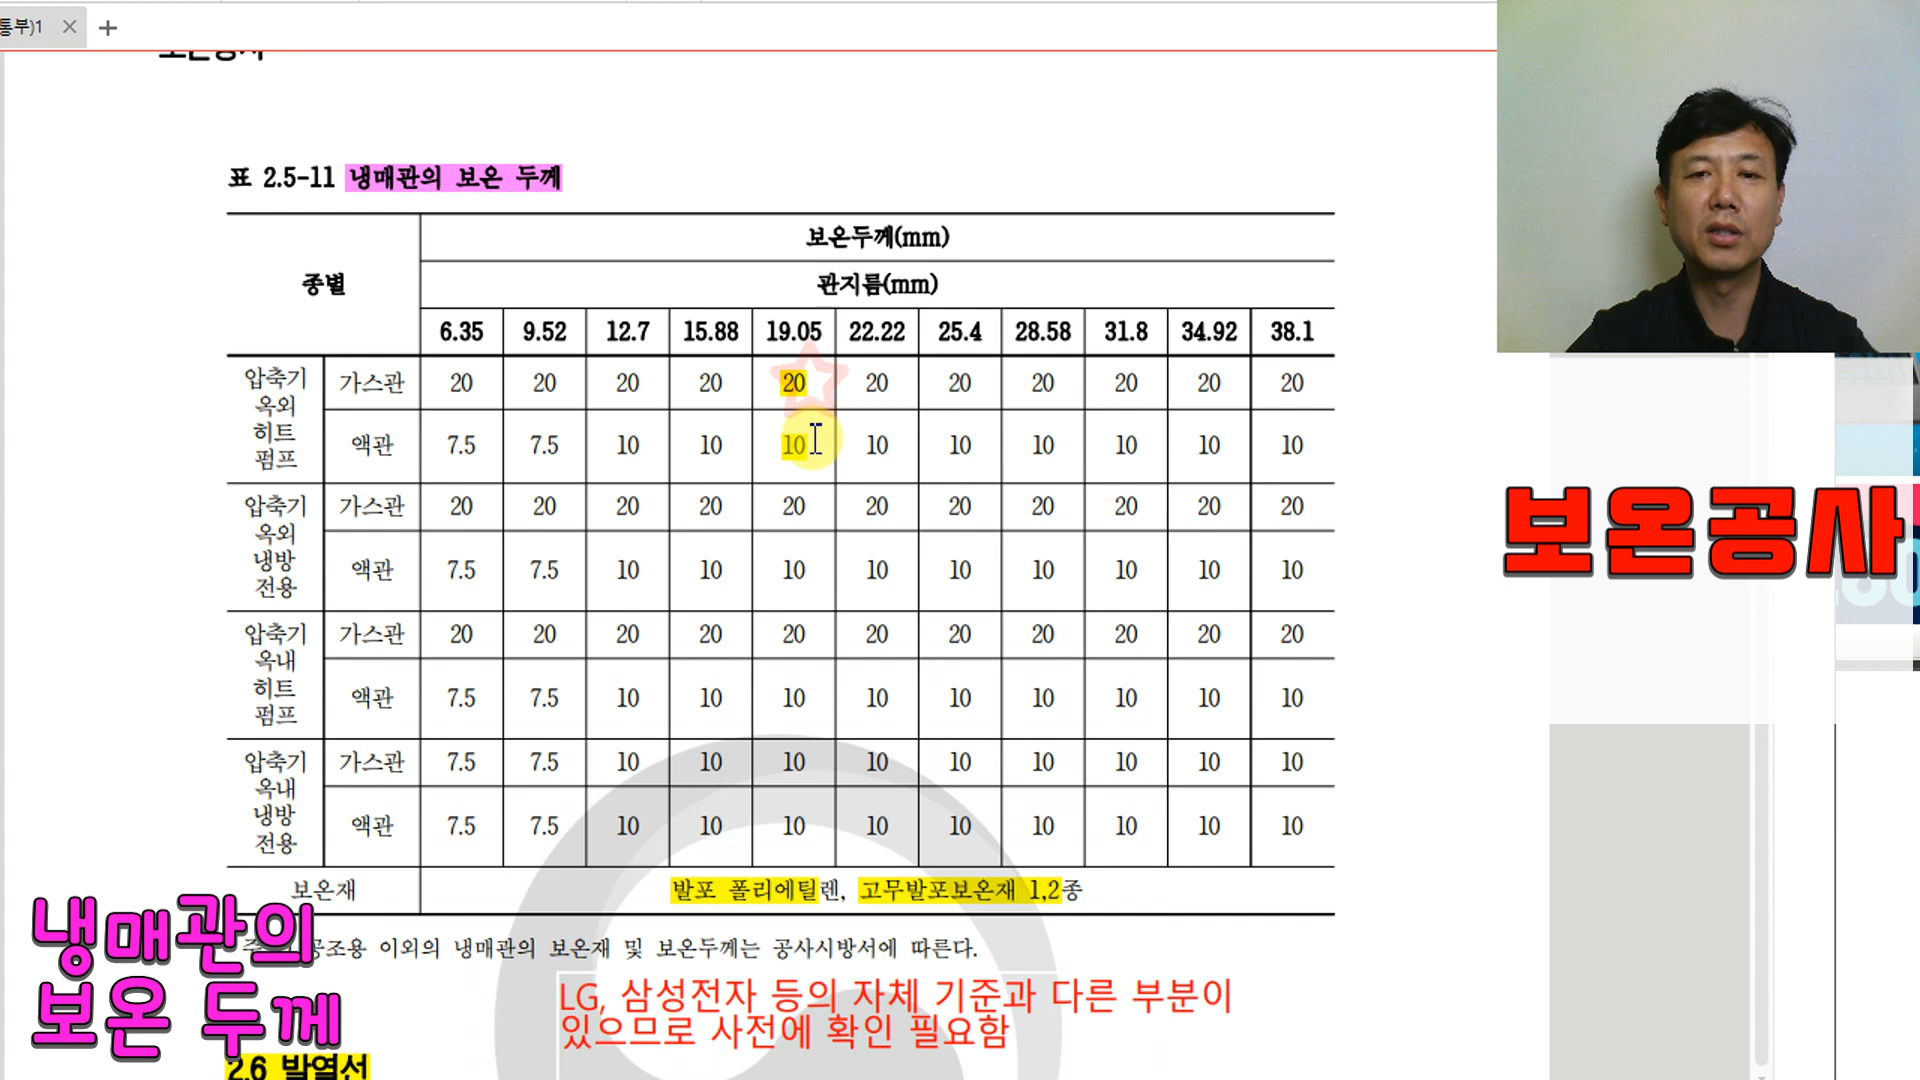 통부)1
보온공사
표 2.5-11 냉매관의 보온 두께
종별 보온두께(mm)
관지름(mm)
6.35 9.52 12.7 15.88 19.05 22.22 25.4 28.58 31.8 34.92 38.1
압축기 옥외 히트 펌프 가스관 20 20 20 20 20 20 20 20 20 20 20
액관 7.5 7.5 10 10 10 10 10 10 10 10 10
압축기 옥외 냉방 전용 가스관 20 20 20 20 20 20 20 20 20 20 20
액관 7.5 7.5 10 10 10 10 10 10 10 10 10
압축기 옥내 히트 펌프 가스관 20 20 20 20 20 20 20 20 20 20 20
액관 7.5 7.5 10 10 10 10 10 10 10 10 10
압축기 옥내 냉방 전용 가스관 7.5 7.5 10 10 10 10 10 10 10 10 10
액관 7.5 7.5 10 10 10 10 10 10 10 10 10
보온재 발포 폴리에틸렌, 고무발포보온재 1,2종
공조용 이외의 냉매관의 보온재 및 보온두께는 공사시방서에 따른다.
LG, 삼성전자 등의 자체 기준과 다른 부분이
있으므로 사전에 확인 필요함
2.6 발열선
냉매관의
보온 두께
보온공사